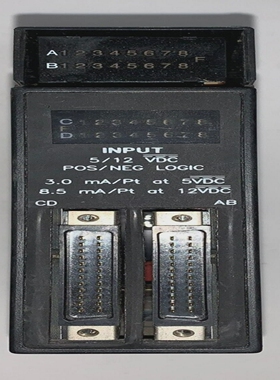 A 1 2 3 4 5 6 7 8 F
B 1 2 3 4 5 6 7 8
C 1 2 3 4 5 6 7 8
F
D 1 2 3 4 5 6 7 8
INPUT
5/12 VDC
POS/NEG LOGIC
3.0 mA/Pt at 5VDC
8.5 mA/Pt at 12VDC
CD AB